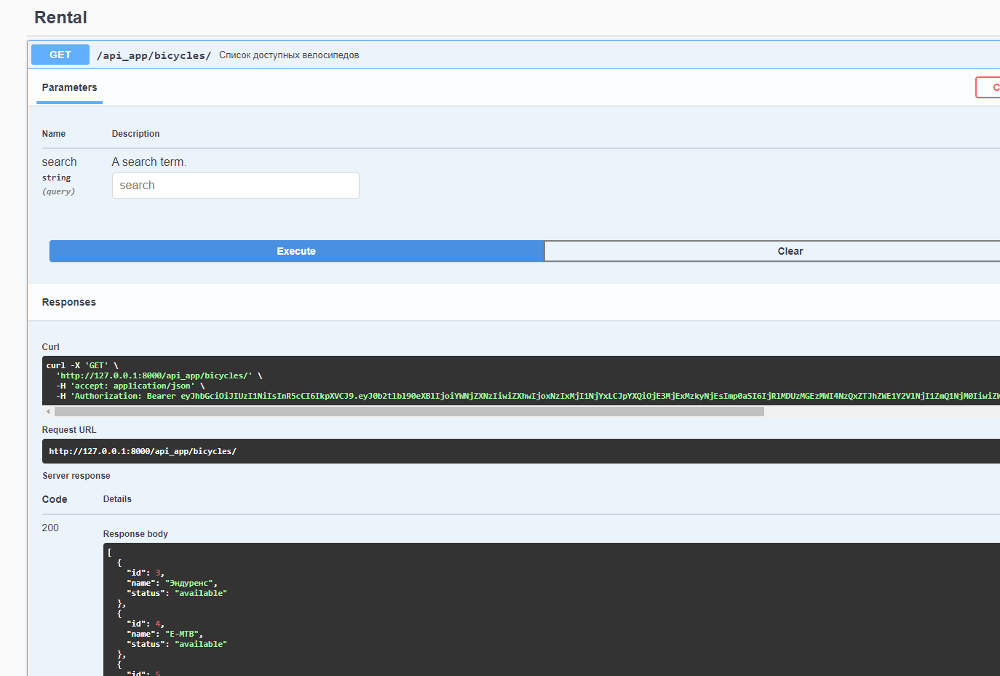 Rental
GET /api_app/bicycles/ Список доступных велосипедов
Parameters
C
Name Description
search A search term.
string
(query)
search
Execute Clear
Responses
Curl
curl -X 'GET' \
'http://127.0.0.1:8000/api_app/bicycles/' \
-H 'accept: application/json' \
-H 'Authorization: Bearer
Request URL
http://127.0.0.1:8000/api_app/bicycles/
Server response
Code Details
200
Response body
[
{
"id": 3,
"name": "Эндуренс",
"status": "available"
},
{
"id": 4,
"name": "E-MTB",
"status": "available"
},
{
"id": 5